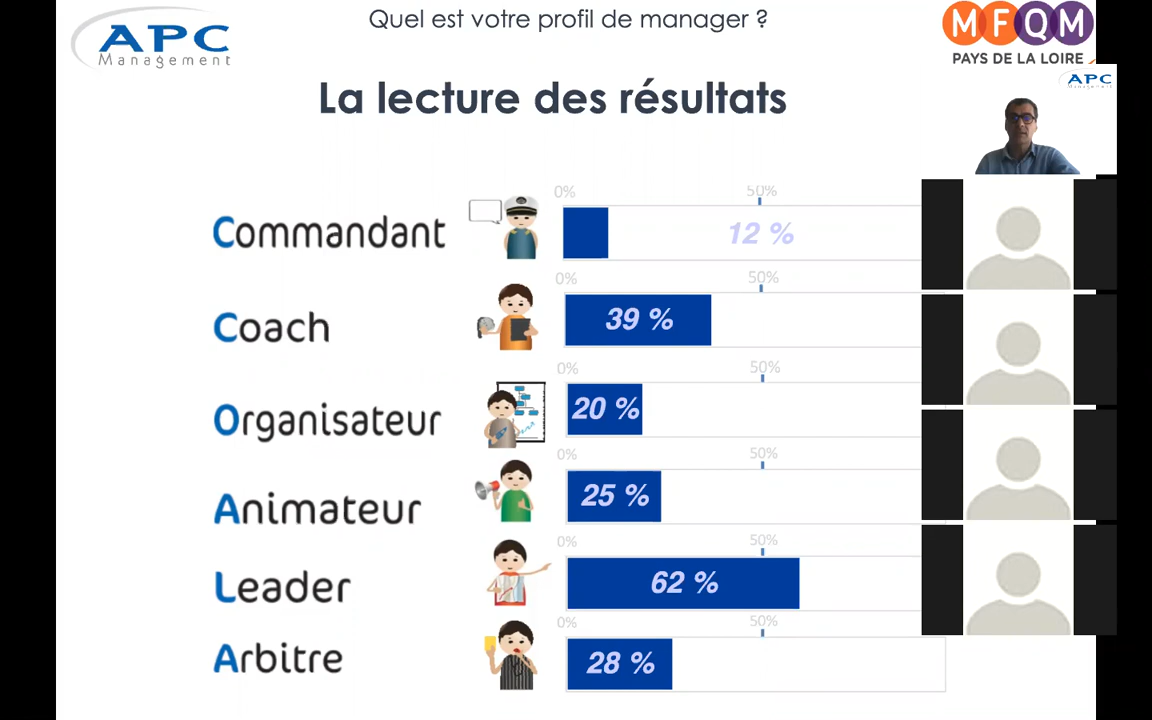 Quel est votre profil de manager ?
APC
Management
MFQM
PAYS DE LA LOIRE
APC
Management
La lecture des résultats
0% 50%
Commandant 12 %
0% 50%
Coach 39 %
0% 50%
Organisateur 20 %
0% 50%
Animateur 25 %
0% 50%
Leader 62 %
0% 50%
Arbitre 28 %